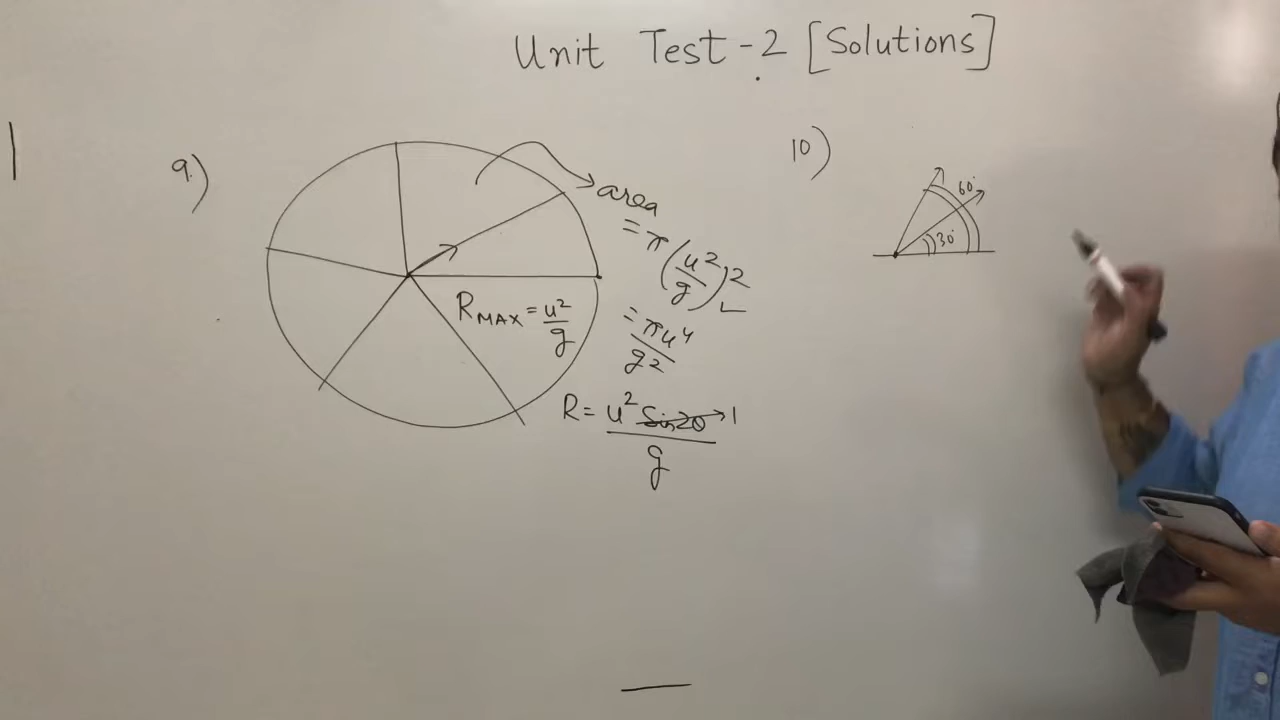 Unit Test - 2 [Solutions]
9.)
area
= π (u²/g)²
= πu⁴/g²
R_MAX = u²/g
R = u² sin2θ/g → 1
10)
60°
30°